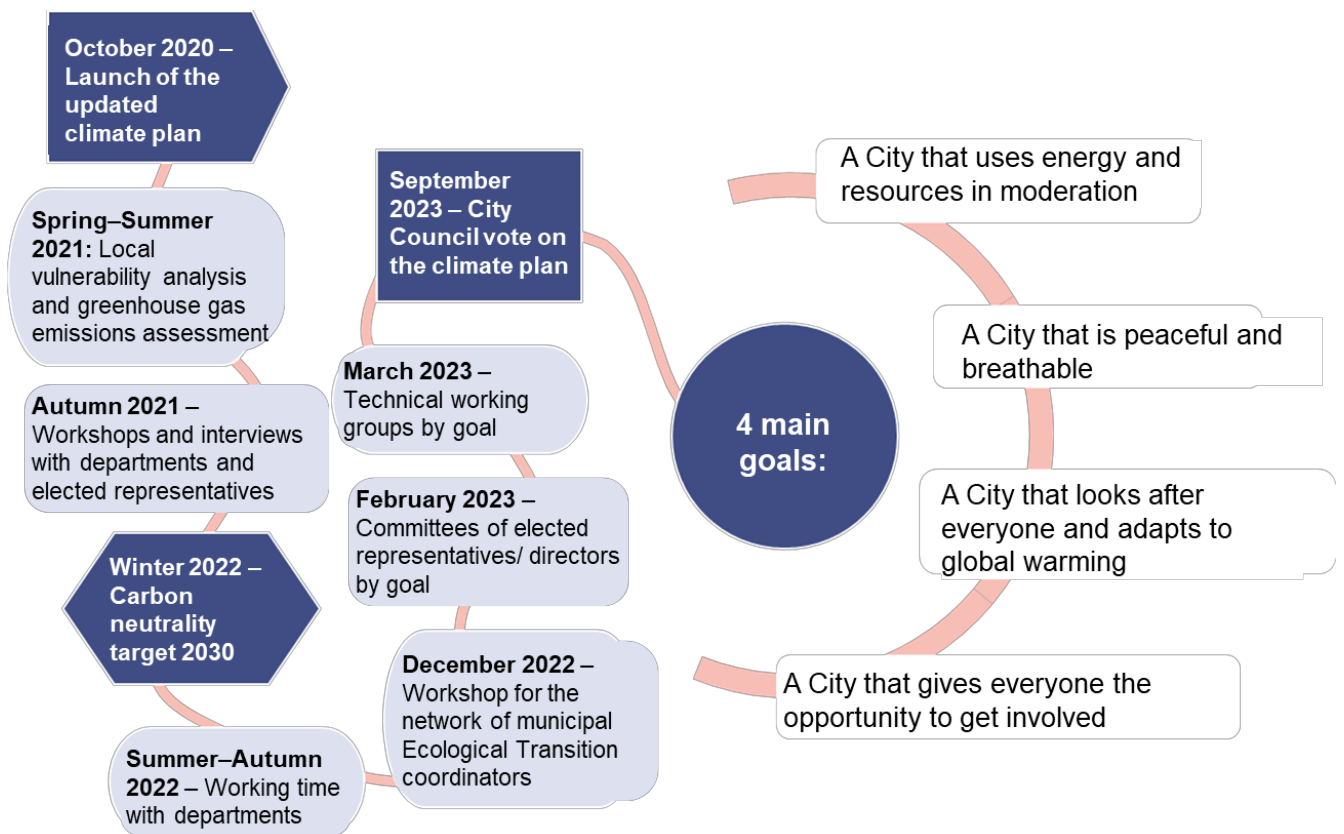 October 2020 –
Launch of the
updated
climate plan
Spring–Summer
2021: Local
vulnerability analysis
and greenhouse gas
emissions assessment
Autumn 2021 –
Workshops and interviews
with departments and
elected representatives
Winter 2022 –
Carbon
neutrality
target 2030
Summer–Autumn
2022 – Working time
with departments
December 2022 –
Workshop for the
network of municipal
Ecological Transition
coordinators
February 2023 –
Committees of elected
representatives/ directors
by goal
March 2023 –
Technical working
groups by goal
September
2023 – City
Council vote on
the climate plan
4 main
goals:
A City that uses energy and
resources in moderation
A City that is peaceful and
breathable
A City that looks after
everyone and adapts to
global warming
A City that gives everyone the
opportunity to get involved